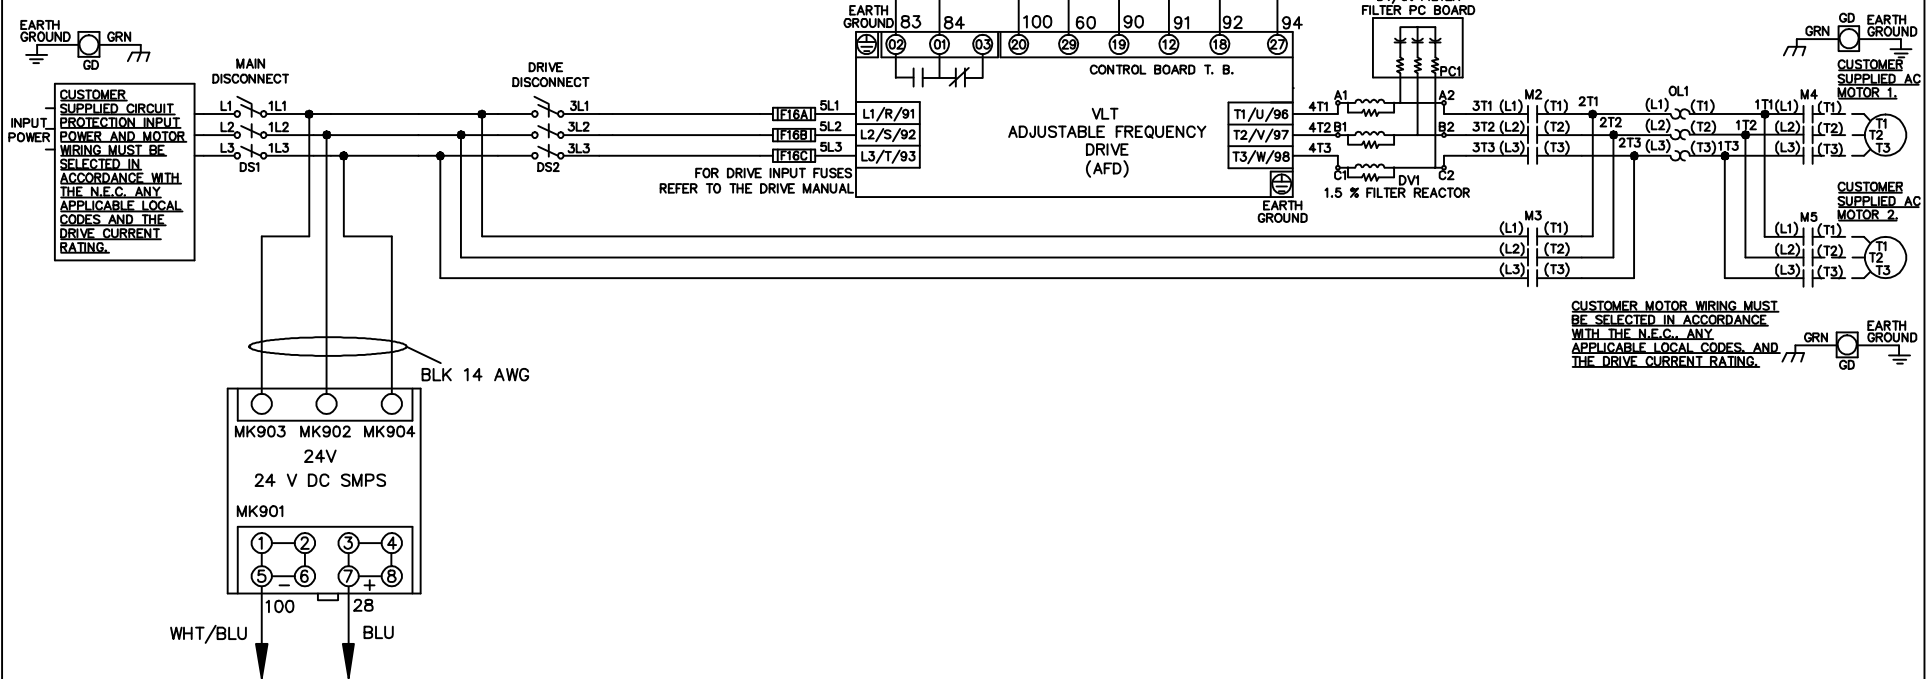 EARTH
GROUND
GRN
GD
INPUT
POWER
CUSTOMER
SUPPLIED CIRCUIT
PROTECTION INPUT
POWER AND MOTOR
WIRING MUST BE
SELECTED IN
ACCORDANCE WITH
THE N.E.C. ANY
APPLICABLE LOCAL
CODES AND THE
DRIVE CURRENT
RATING.
MAIN
DISCONNECT
L1 1L1
L2 1L2
L3 1L3
DS1
DRIVE
DISCONNECT
3L1
3L2
3L3
DS2
F16A 5L1
F16B 5L2
F16C 5L3
FOR DRIVE INPUT FUSES
REFER TO THE DRIVE MANUAL
EARTH
GROUND
83 84 100 60 90 91 92 94
02 01 03 20 29 19 12 18 27
CONTROL BOARD T. B.
L1/R/91
L2/S/92
L3/T/93
VLT
ADJUSTABLE FREQUENCY
DRIVE
(AFD)
T1/U/96
T2/V/97
T3/W/98
EARTH
GROUND
FILTER PC BOARD
PC1
4T1 A1 A2
4T2 B1 B2
4T3 C1 C2
DV1
1.5 % FILTER REACTOR
M2
3T1 (L1) (T1) 2T1
3T2 (L2) (T2) 2T2
3T3 (L3) (T3) 2T3
OL1
(L1) (T1) 1T1
(L2) (T2) 1T2
(L3) (T3) 1T3
M4
(L1) (T1)
(L2) (T2)
(L3) (T3)
T1
T2
T3
GRN
GD
EARTH
GROUND
CUSTOMER
SUPPLIED AC
MOTOR 1.
M3
(L1) (T1)
(L2) (T2)
(L3) (T3)
CUSTOMER
SUPPLIED AC
MOTOR 2.
M5
(L1) (T1)
(L2) (T2)
(L3) (T3)
T1
T2
T3
CUSTOMER MOTOR WIRING MUST
BE SELECTED IN ACCORDANCE
WITH THE N.E.C., ANY
APPLICABLE LOCAL CODES, AND
THE DRIVE CURRENT RATING.
GRN
GD
EARTH
GROUND
BLK 14 AWG
MK903 MK902 MK904
24V
24 V DC SMPS
MK901
1 2 3 4
5 6 7 8
− +
100 28
WHT/BLU BLU